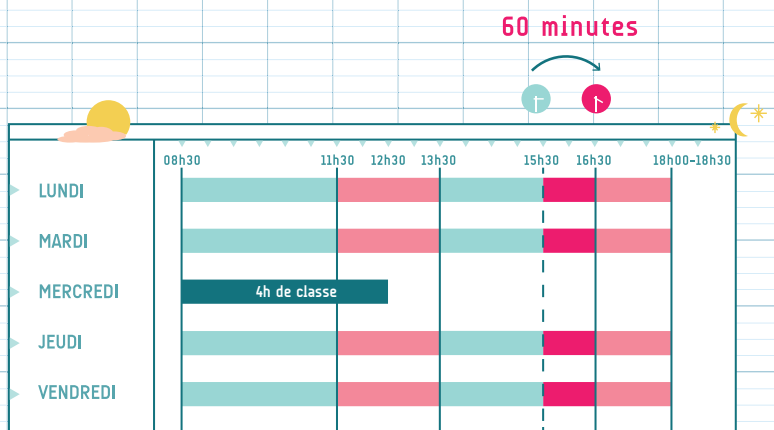 60 minutes
08h30 11h30 12h30 13h30 15h30 16h30 18h00-18h30
LUNDI
MARDI
MERCREDI 4h de classe
JEUDI
VENDREDI